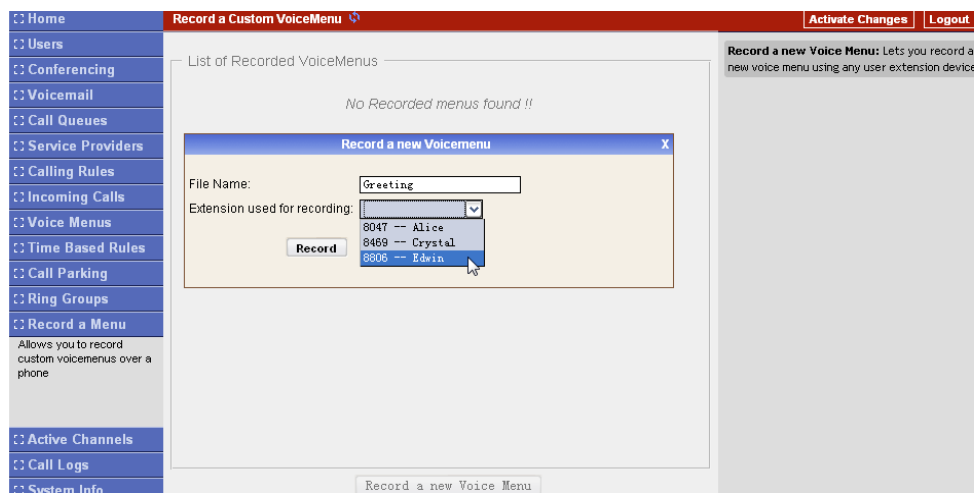 Home
Users
Conferencing
Voicemail
Call Queues
Service Providers
Calling Rules
Incoming Calls
Voice Menus
Time Based Rules
Call Parking
Ring Groups
Record a Menu
Allows you to record
custom voicemenus over a
phone
Active Channels
Call Logs
System Info
Record a Custom VoiceMenu
Activate Changes
Logout
List of Recorded VoiceMenus
No Recorded menus found !!
Record a new Voicemenu X
File Name: Greeting
Extension used for recording:
8047 -- Alice
8469 -- Crystal
8806 -- Edwin
Record
Record a new Voice Menu
Record a new Voice Menu: Lets you record a
new voice menu using any user extension device